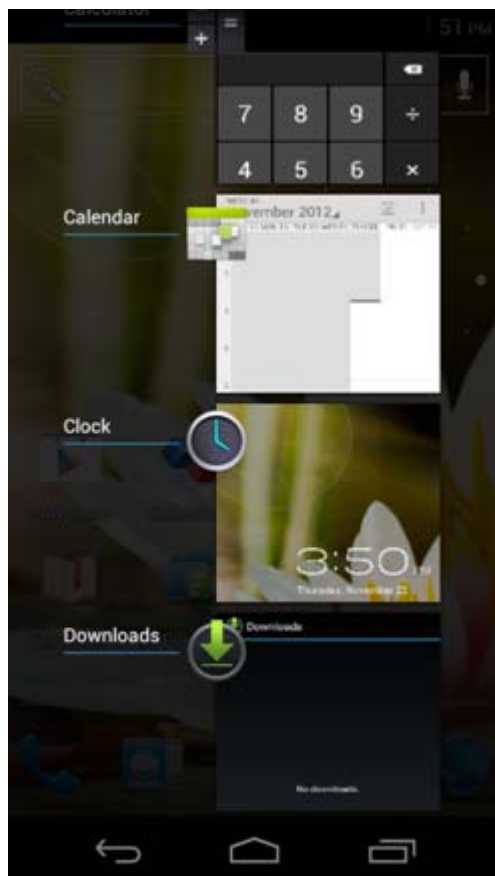 Calculator
51 PM
+
7 8 9 ÷
4 5 6 ×
Calendar
November 2012
Clock
3:50 PM
Thursday, November 22
Downloads
Downloads
No downloads.